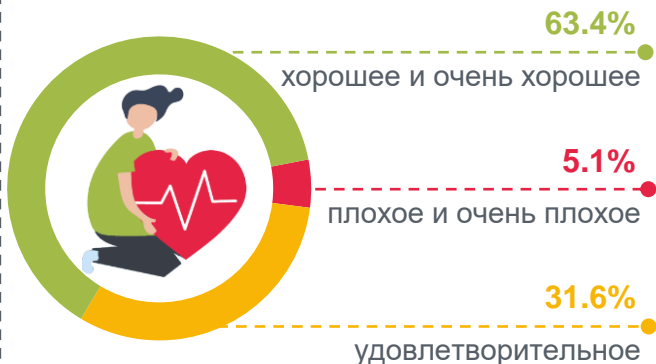 63.4%
хорошее и очень хорошее
5.1%
плохое и очень плохое
31.6%
удовлетворительное